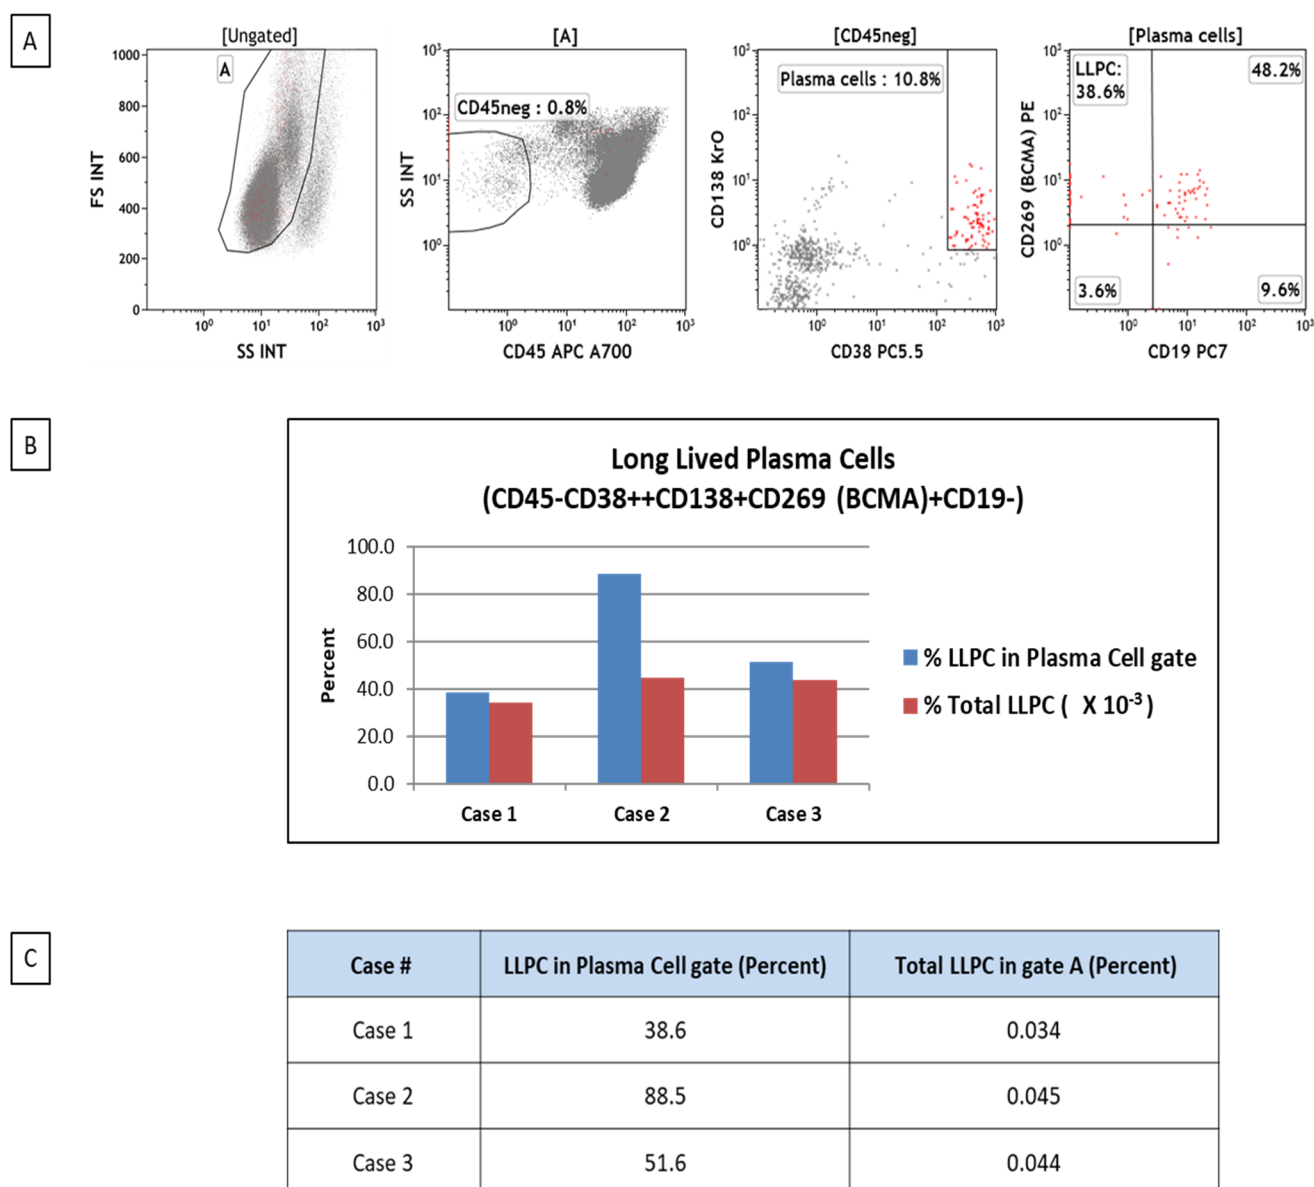 A
[Ungated]
A
1000
800
600
400
200
0
FS INT
10⁰ 10¹ 10² 10³
SS INT
[A]
CD45neg : 0.8%
10³
10²
10¹
10⁰
SS INT
10⁰ 10¹ 10² 10³
CD45 APC A700
[CD45neg]
Plasma cells : 10.8%
10³
10²
10¹
10⁰
CD138 KrO
10⁰ 10¹ 10² 10³
CD38 PC5.5
[Plasma cells]
LLPC:
38.6%
48.2%
3.6%
9.6%
10³
10²
10¹
10⁰
CD269 (BCMA) PE
10⁰ 10¹ 10² 10³
CD19 PC7
B
Long Lived Plasma Cells
(CD45-CD38++CD138+CD269 (BCMA)+CD19-)
100.0
80.0
60.0
40.0
20.0
0.0
Percent
Case 1 Case 2 Case 3
% LLPC in Plasma Cell gate
% Total LLPC ( X 10⁻³ )
C
Case # LLPC in Plasma Cell gate (Percent) Total LLPC in gate A (Percent)
Case 1 38.6 0.034
Case 2 88.5 0.045
Case 3 51.6 0.044